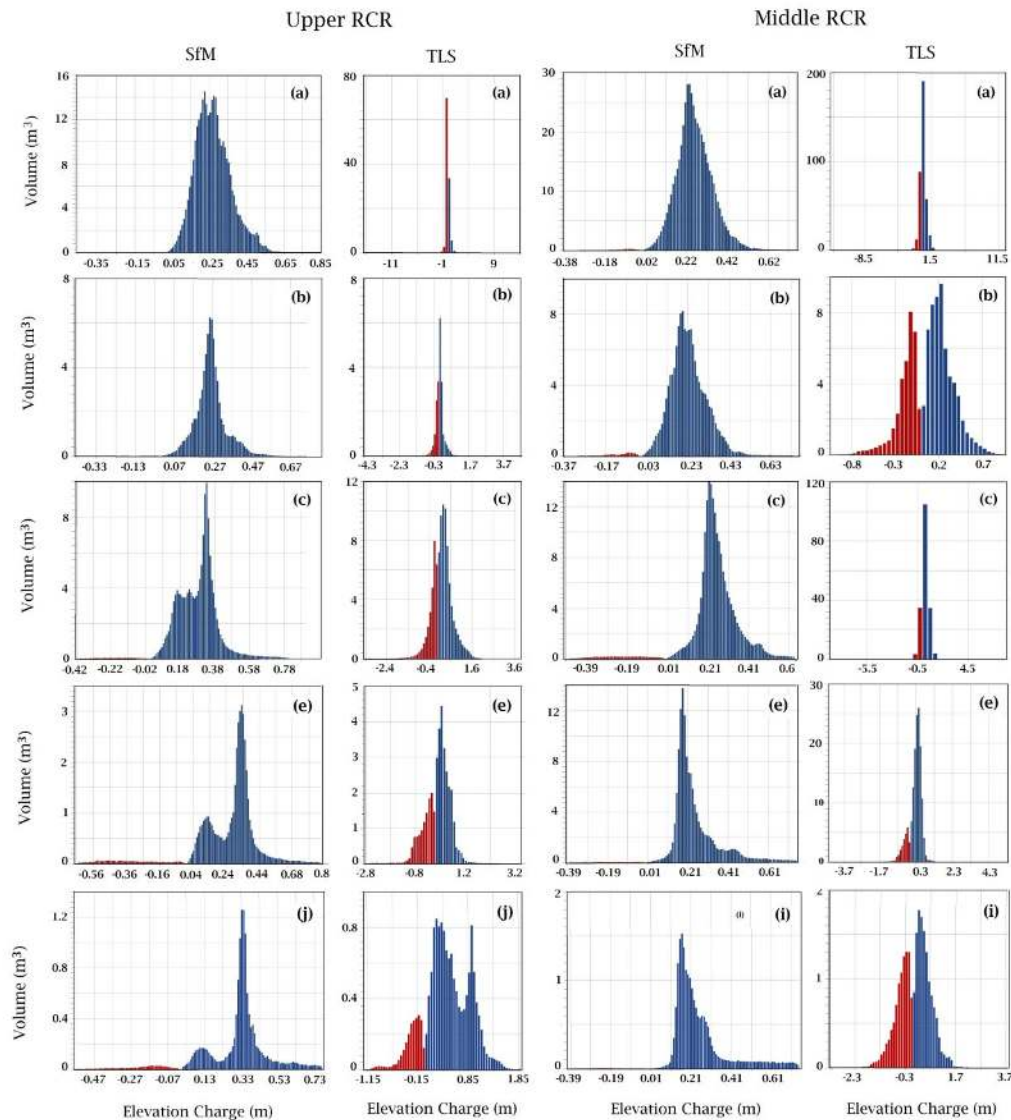 Upper RCR Middle RCR
SfM TLS SfM TLS
16 80 30 200
(a) (a) (a) (a)
12 20
Volume (m³)
8 40 100
4 10
0 0 0 0
-0.35 -0.15 0.05 0.25 0.45 0.65 0.85 -11 -1 9 -0.38 -0.18 0.02 0.22 0.42 0.62 -8.5 1.5 11.5
8 8
(b) (b) (b) (b)
8 8
Volume (m³)
4 4 4 4
0 0 0 0
-0.33 -0.13 0.07 0.27 0.47 0.67 -4.3 -2.3 -0.3 1.7 3.7 -0.37 -0.17 0.03 0.23 0.43 0.63 -0.8 -0.3 0.2 0.7
12 120
(c) (c) (c) (c)
8 12
8 80
Volume (m³)
8
4 4 40
4
0 0 0 0
-0.42 -0.22 -0.02 0.18 0.38 0.58 0.78 -2.4 -0.4 1.6 3.6 -0.39 -0.19 0.01 0.21 0.41 0.6 -5.5 -0.5 4.5
5 30
(e) (e) (e) (e)
3 4 12
20
Volume (m³)
2 3 8
2 10
1 1 4
0 0 0 0
-0.56 -0.36 -0.16 0.04 0.24 0.44 0.68 0.8 -2.8 -0.8 1.2 3.2 -0.39 -0.19 0.01 0.21 0.41 0.61 -3.7 -1.7 0.3 2.3 4.3
2 2
(j) (j) (i) (i) (i)
1.2 0.8
Volume (m³)
0.8 1 1
0.4 0.4
0.0 0 0 0
-0.47 -0.27 -0.07 0.13 0.33 0.53 0.73 -1.15 -0.15 0.85 1.85 -0.39 -0.19 0.01 0.21 0.41 0.61 -2.3 -0.3 1.7 3.7
Elevation Charge (m) Elevation Charge (m) Elevation Charge (m) Elevation Charge (m)